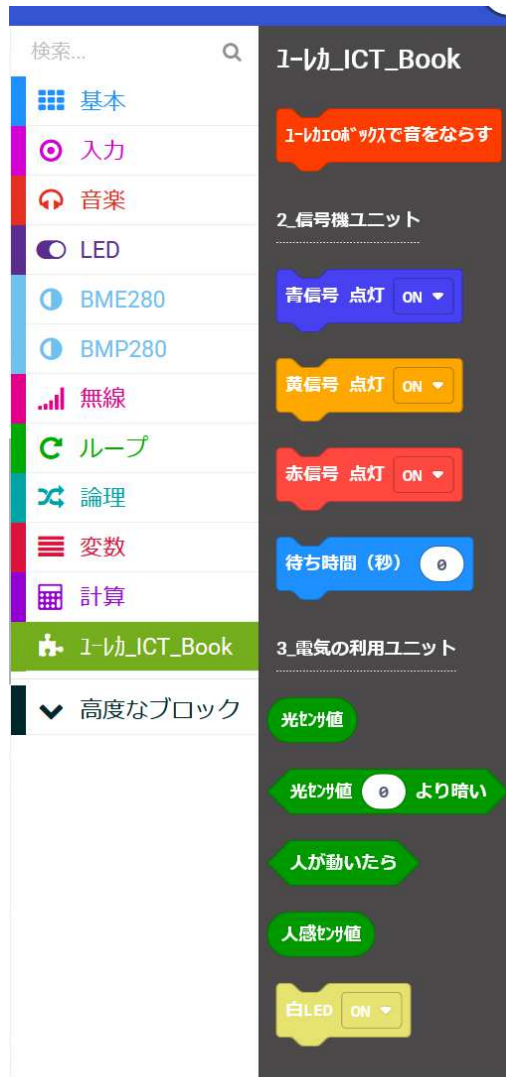 検索...
基本
入力
音楽
LED
BME280
BMP280
無線
ループ
論理
変数
計算
ﾕｰﾚｶ_ICT_Book
高度なブロック
ﾕｰﾚｶ_ICT_Book
ﾕｰﾚｶIOﾎﾞｯｸｽで音をならす
2_信号機ユニット
青信号 点灯 ON
黄信号 点灯 ON
赤信号 点灯 ON
待ち時間（秒） 0
3_電気の利用ユニット
光ｾﾝｻ値
光ｾﾝｻ値 0 より暗い
人が動いたら
人感ｾﾝｻ値
白LED ON